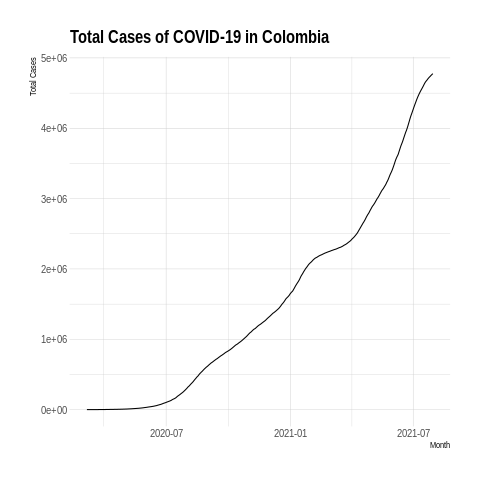 Total Cases of COVID-19 in Colombia
Total Cases
5e+06
4e+06
3e+06
2e+06
1e+06
0e+00
2020-07
2021-01
2021-07
Month